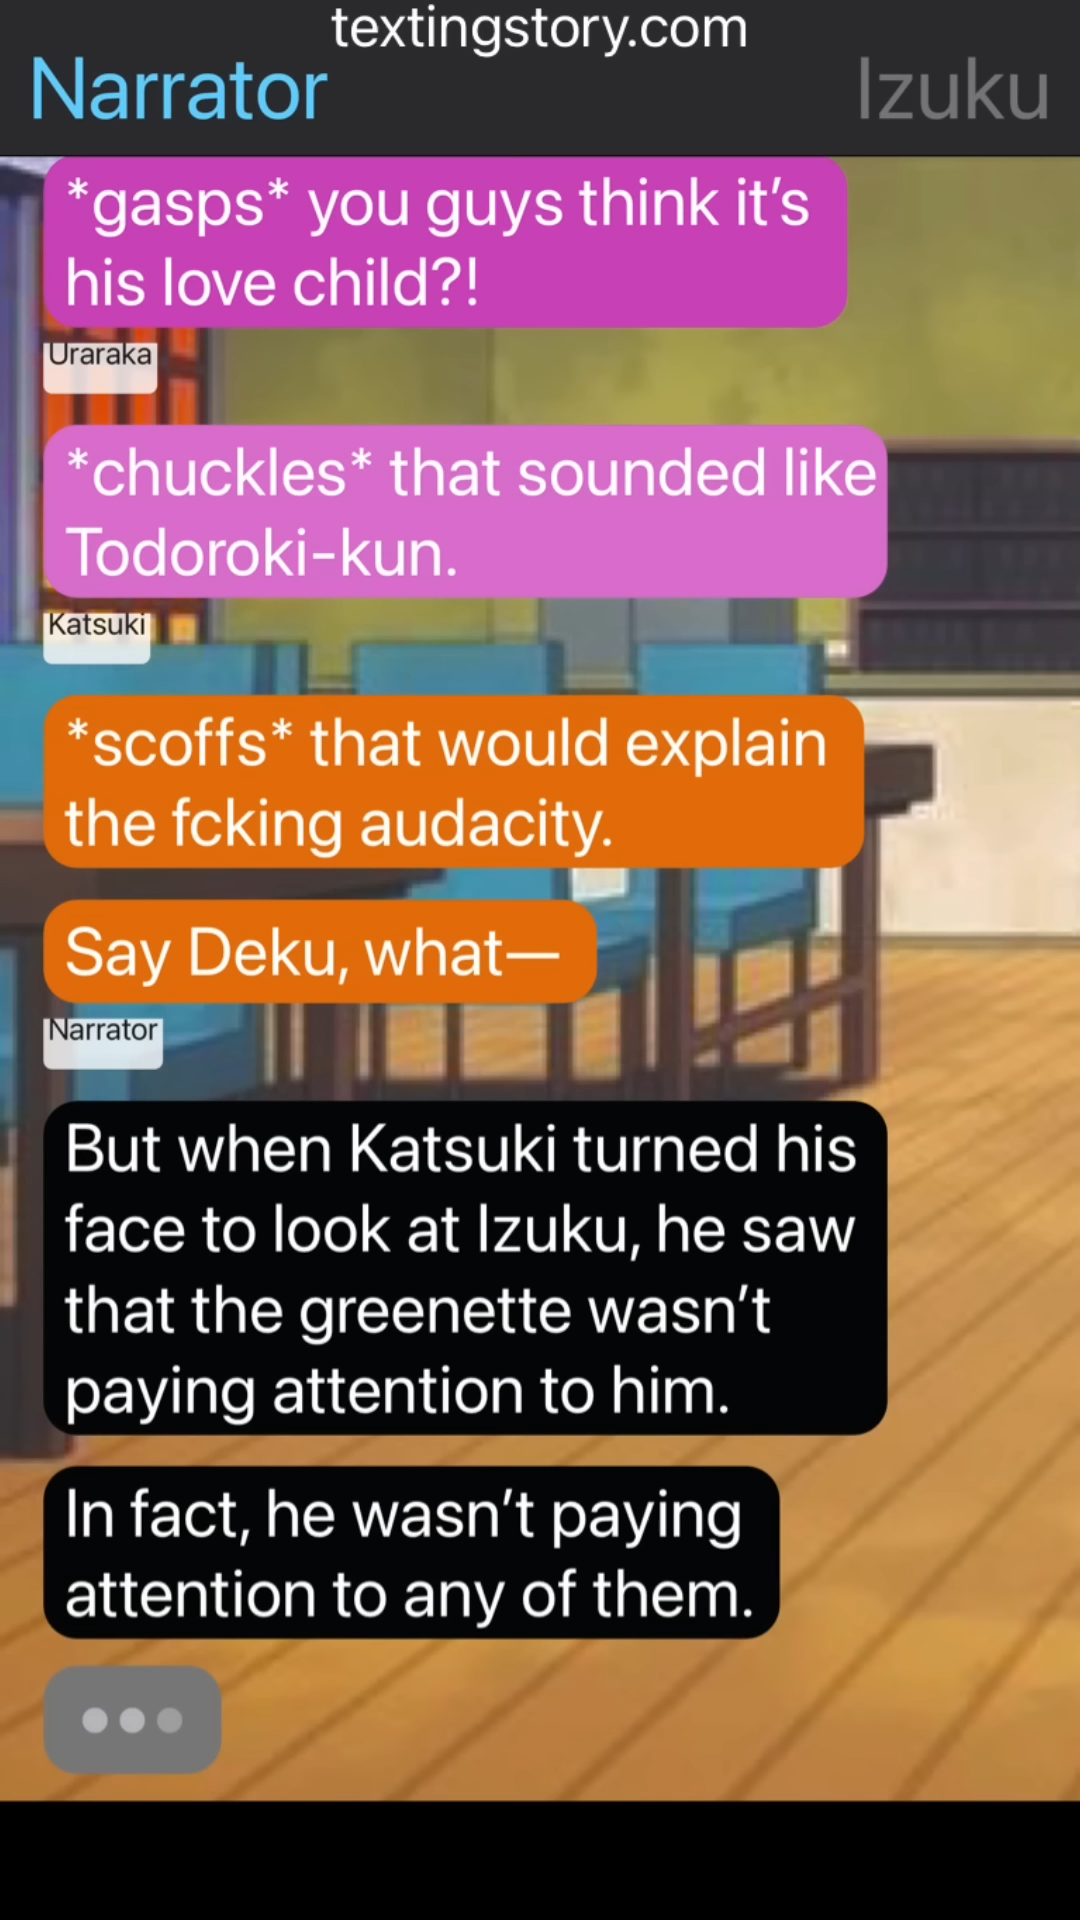 textingstory.com
Narrator
Izuku
*gasps* you guys think it’s
his love child?!
Uraraka
*chuckles* that sounded like
Todoroki-kun.
Katsuki
*scoffs* that would explain
the fcking audacity.
Say Deku, what—
Narrator
But when Katsuki turned his
face to look at Izuku, he saw
that the greenette wasn’t
paying attention to him.
In fact, he wasn’t paying
attention to any of them.